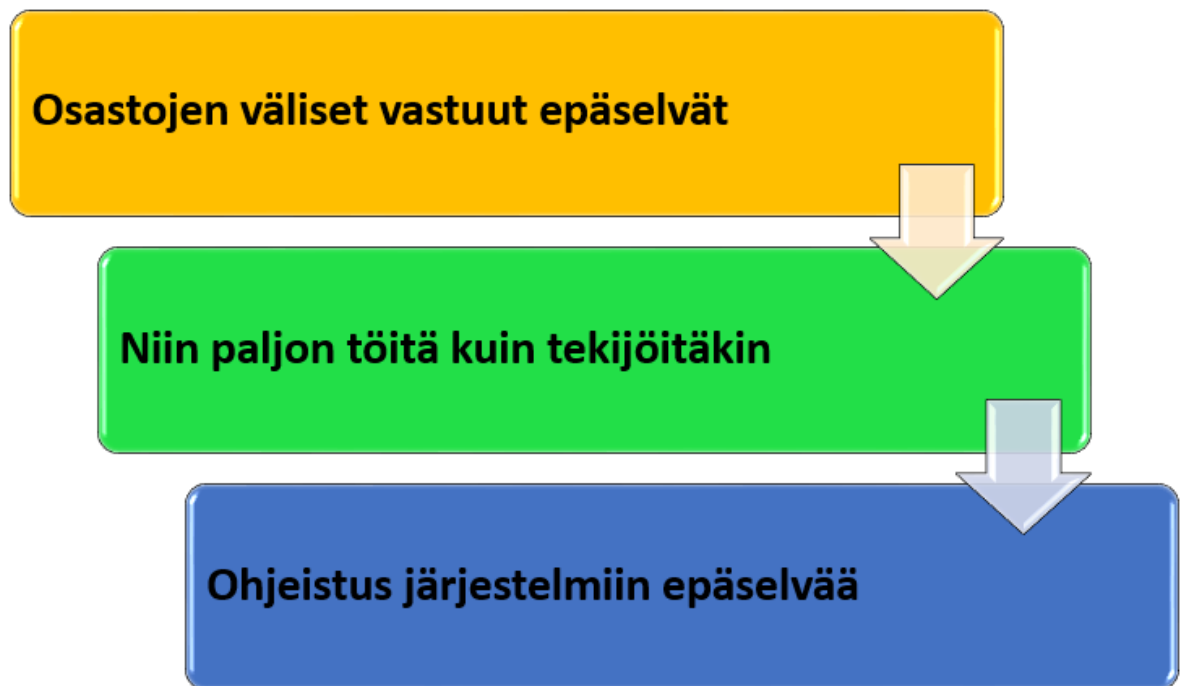 Osastojen väliset vastuut epäselvät
Niin paljon töitä kuin tekijöitäkin
Ohjeistus järjestelmiin epäselvää